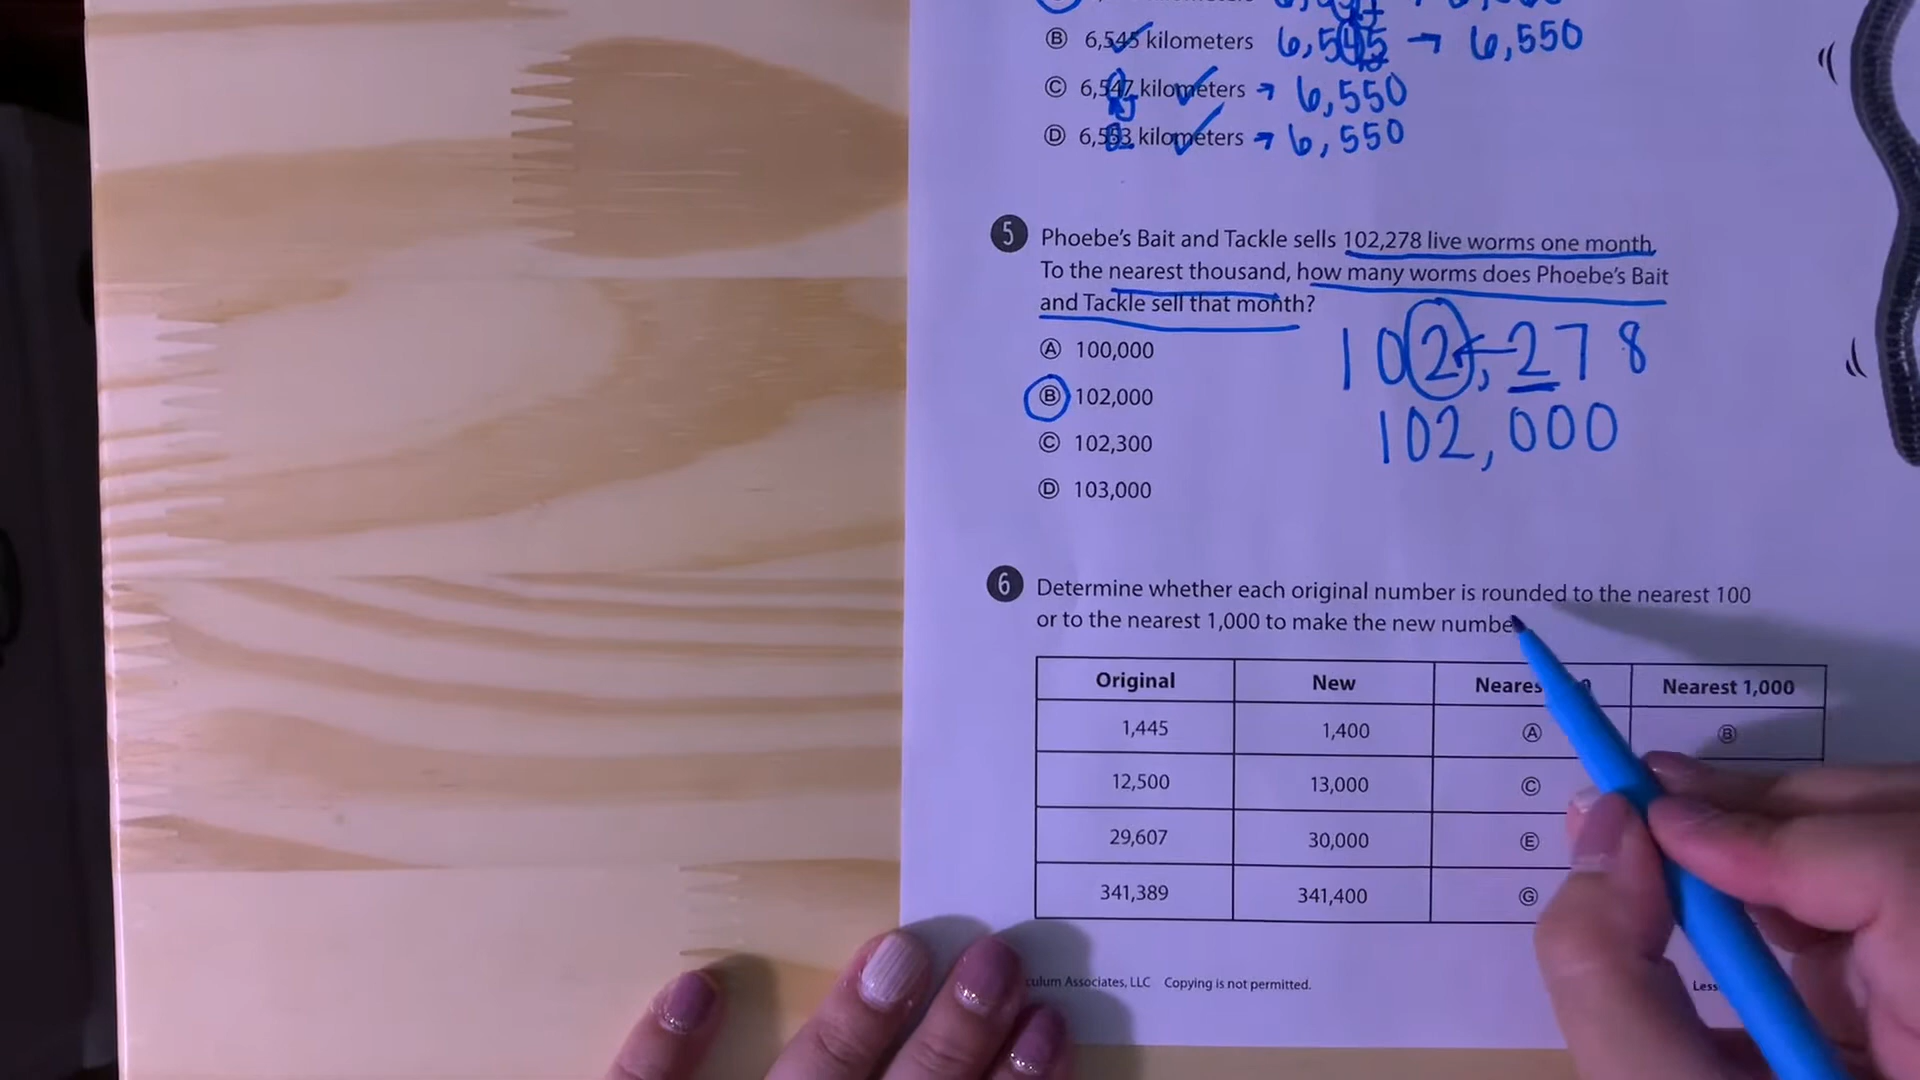 Ⓑ 6,545 kilometers 6,545 → 6,550
Ⓒ 6,547 kilometers → 6,550
Ⓓ 6,553 kilometers → 6,550
5 Phoebe's Bait and Tackle sells 102,278 live worms one month.
To the nearest thousand, how many worms does Phoebe's Bait
and Tackle sell that month?
Ⓐ 100,000
Ⓑ 102,000
Ⓒ 102,300
Ⓓ 103,000
102,278
102,000
6 Determine whether each original number is rounded to the nearest 100
or to the nearest 1,000 to make the new
Original New Nearest 1,000
1,445 1,400 Ⓐ Ⓑ
12,500 13,000 Ⓒ
29,607 30,000 Ⓔ
341,389 341,400 Ⓖ
Associates, LLC Copying is not permitted.